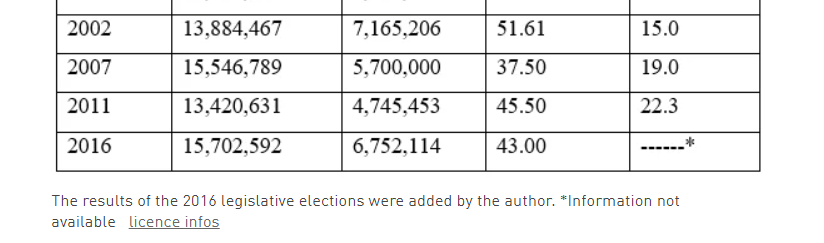 2002 13,884,467 7,165,206 51.61 15.0
2007 15,546,789 5,700,000 37.50 19.0
2011 13,420,631 4,745,453 45.50 22.3
2016 15,702,592 6,752,114 43.00 ------*
The results of the 2016 legislative elections were added by the author. *Information not
available licence infos